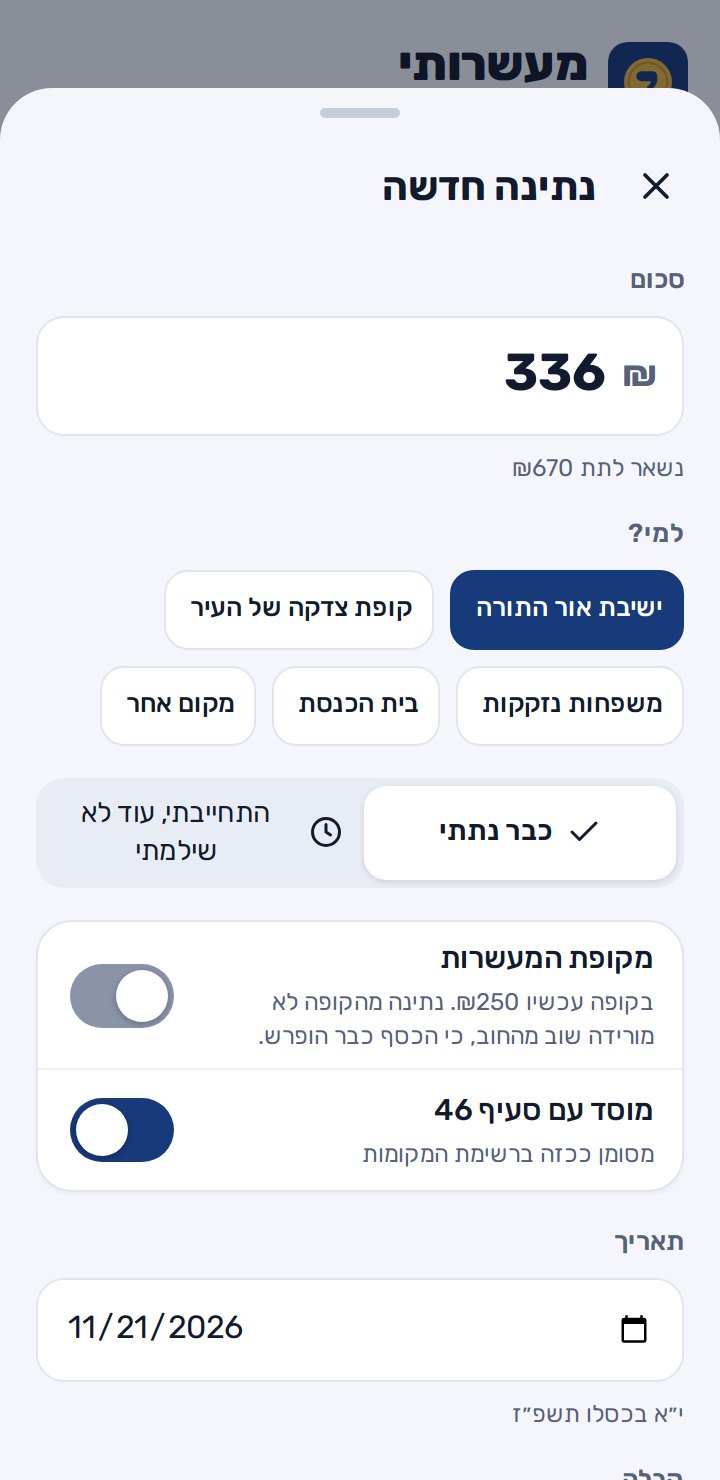 מעשרותי
נתינה חדשה
סכום
₪ 336
נשאר לתת 670₪
למי?
ישיבת אור התורה
קופת צדקה של העיר
משפחות נזקקות
בית הכנסת
מקום אחר
כבר נתתי
התחייבתי, עוד לא
שילמתי
מקופת המעשרות
בקופה עכשיו 250₪. נתינה מהקופה לא
מורידה שוב מהחוב, כי הכסף כבר הופרש.
מוסד עם סעיף 46
מסומן ככזה ברשימת המקומות
תאריך
11/21/2026
י״א בכסלו תשפ״ז